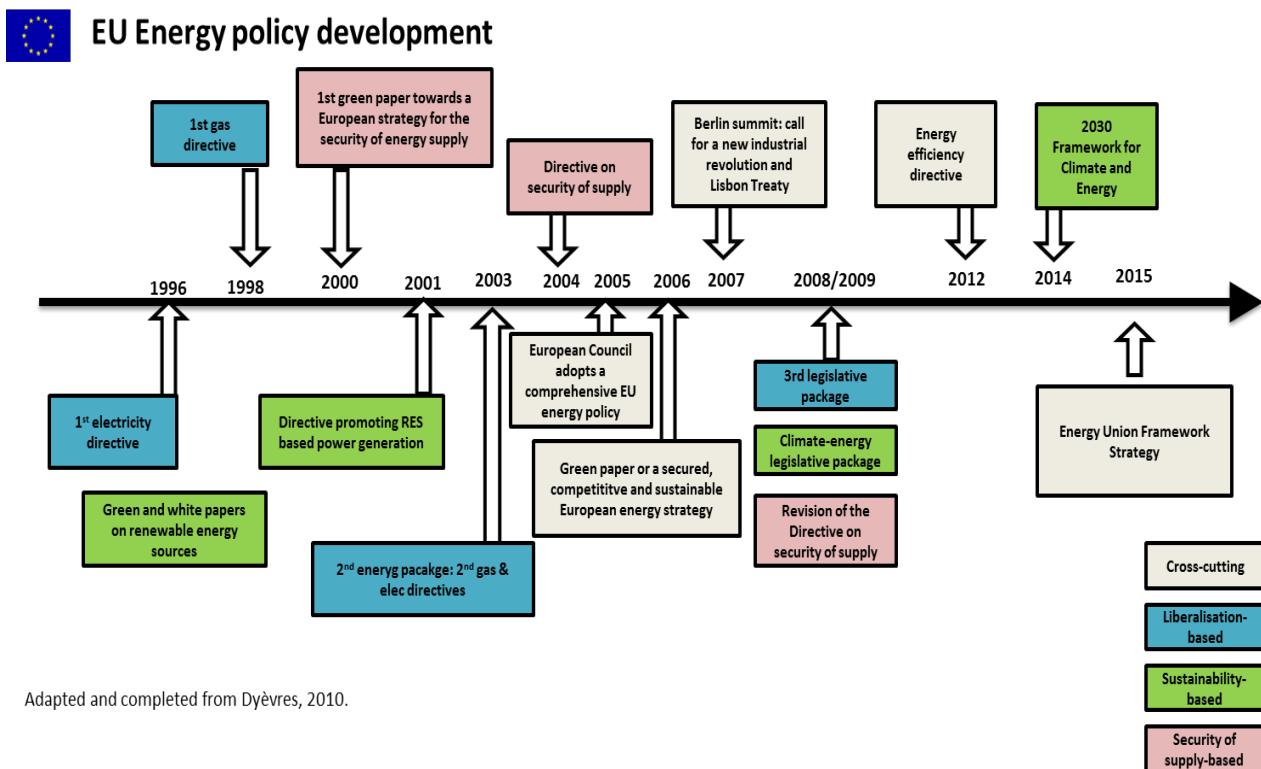 EU Energy policy development
1st gas
directive
1st green paper towards a
European strategy for the
security of energy supply
Directive on
security of supply
Berlin summit: call
for a new industrial
revolution and
Lisbon Treaty
Energy
efficiency
directive
2030
Framework for
Climate and
Energy
1996
1998
2000
2001
2003
2004
2005
2006
2007
2008/2009
2012
2014
2015
1st electricity
directive
Green and white papers
on renewable energy
sources
Directive promoting RES
based power generation
2nd eneryg pacakge: 2nd gas &
elec directives
European Council
adopts a
comprehensive EU
energy policy
Green paper or a secured,
competititve and sustainable
European energy strategy
3rd legislative
package
Climate-energy
legislative package
Revision of the
Directive on
security of supply
Energy Union Framework
Strategy
Cross-cutting
Liberalisation-
based
Sustainability-
based
Security of
supply-based
Adapted and completed from Dyèvres, 2010.